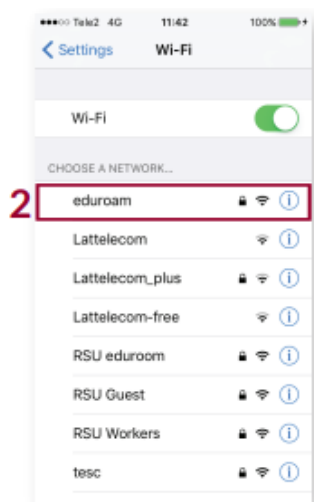 Tele2 4G 11:42 100%
Settings Wi-Fi
Wi-Fi
CHOOSE A NETWORK...
2 eduroam
Lattelecom
Lattelecom_plus
Lattelecom-free
RSU eduroom
RSU Guest
RSU Workers
tesc